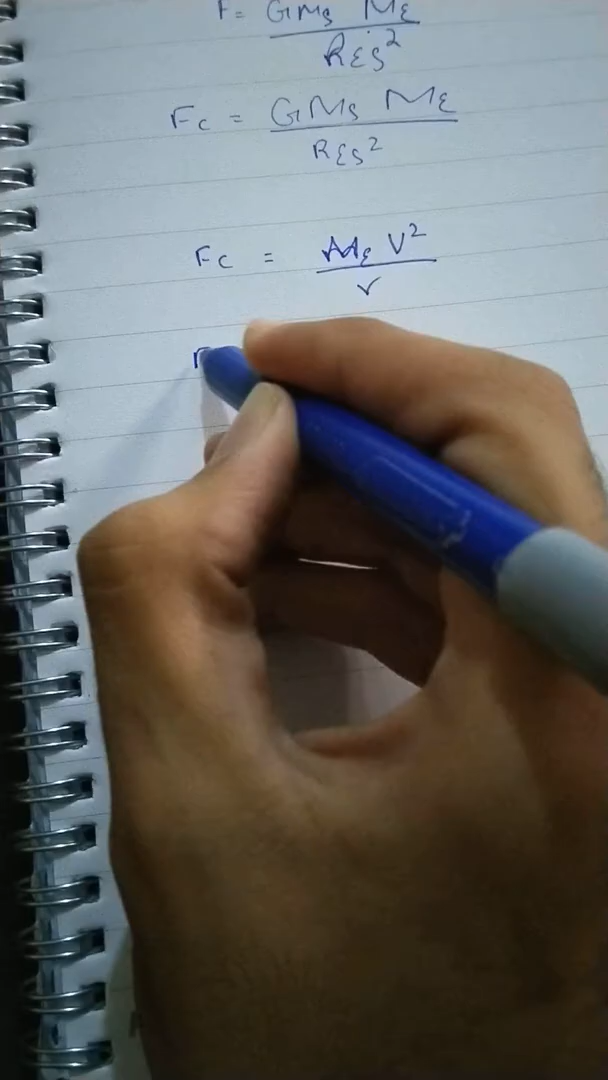 F = GMs ME
REs²
Fc = GMs ME
REs²
Fc = ME V²
r